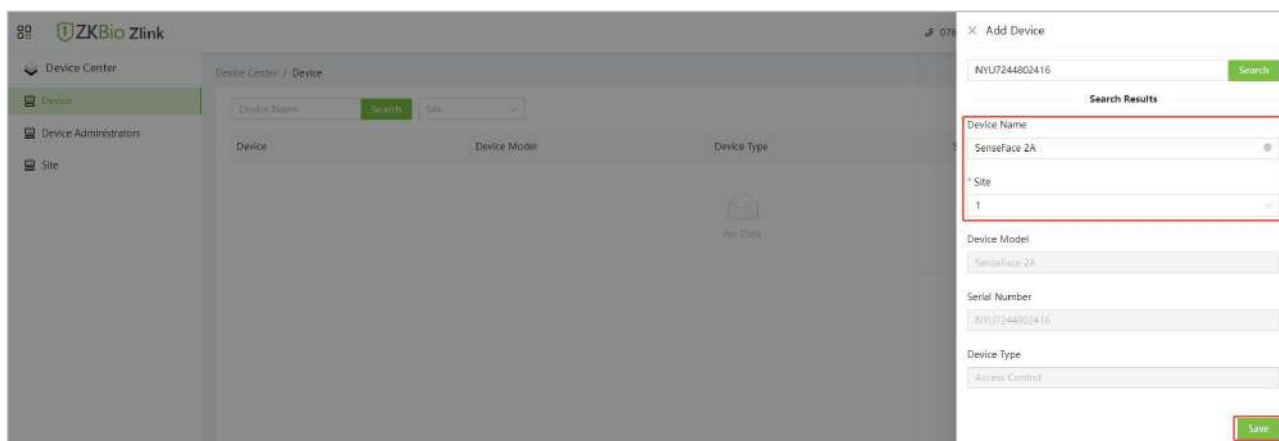 ZKBio Zlink
076
Device Center
Device Center / Device
Device
Device Name
Search
Site
Device Administrators
Site
Device
Device Model
Device Type
No Data
Add Device
Search
Search Results
Device Name
SenseFace 2A
* Site
1
Device Model
SenseFace 2A
Serial Number
Device Type
Access Control
Save